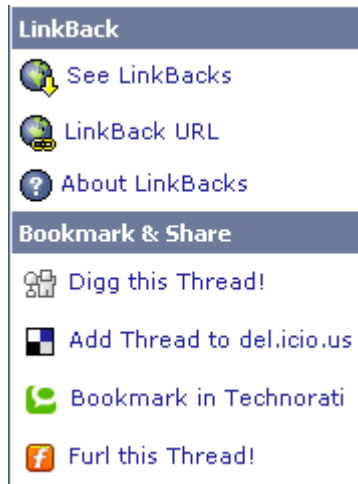 LinkBack
See LinkBacks
LinkBack URL
About LinkBacks
Bookmark & Share
Digg this Thread!
Add Thread to del.icio.us
Bookmark in Technorati
Furl this Thread!